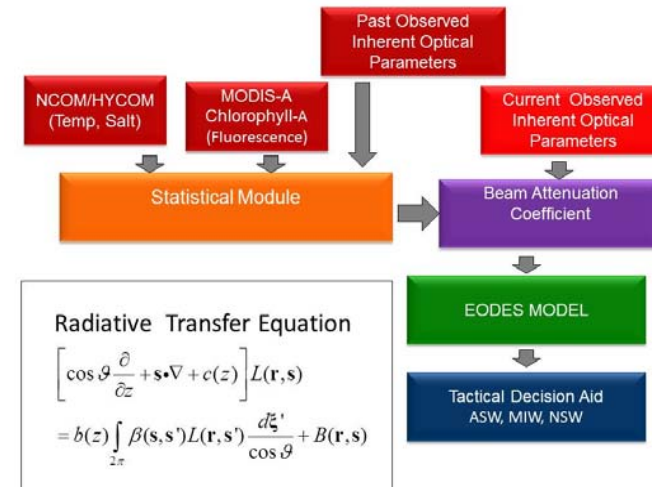 Past Observed
Inherent Optical
Parameters
NCOM/HYCOM
(Temp, Salt)
MODIS-A
Chlorophyll-A
(Fluorescence)
Current Observed
Inherent Optical
Parameters
Statistical Module
Beam Attenuation
Coefficient
EODES MODEL
Tactical Decision Aid
ASW, MIW, NSW
Radiative Transfer Equation
[cos ϑ ∂/∂z + s•∇ + c(z)] L(r,s)
= b(z) ∫2π β(s,s')L(r,s') dξ'/cos ϑ + B(r,s)